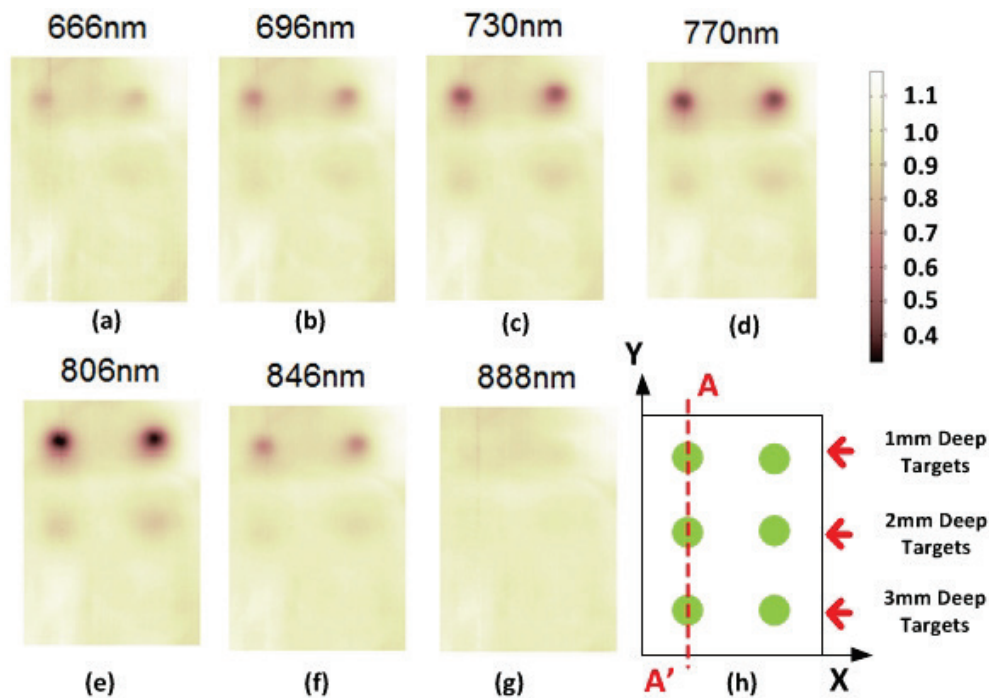 666nm
696nm
730nm
770nm
1.1
1.0
0.9
0.8
0.7
0.6
0.5
0.4
(a)
(b)
(c)
(d)
806nm
846nm
888nm
Y
A
1mm Deep
Targets
2mm Deep
Targets
3mm Deep
Targets
A'
X
(e)
(f)
(g)
(h)